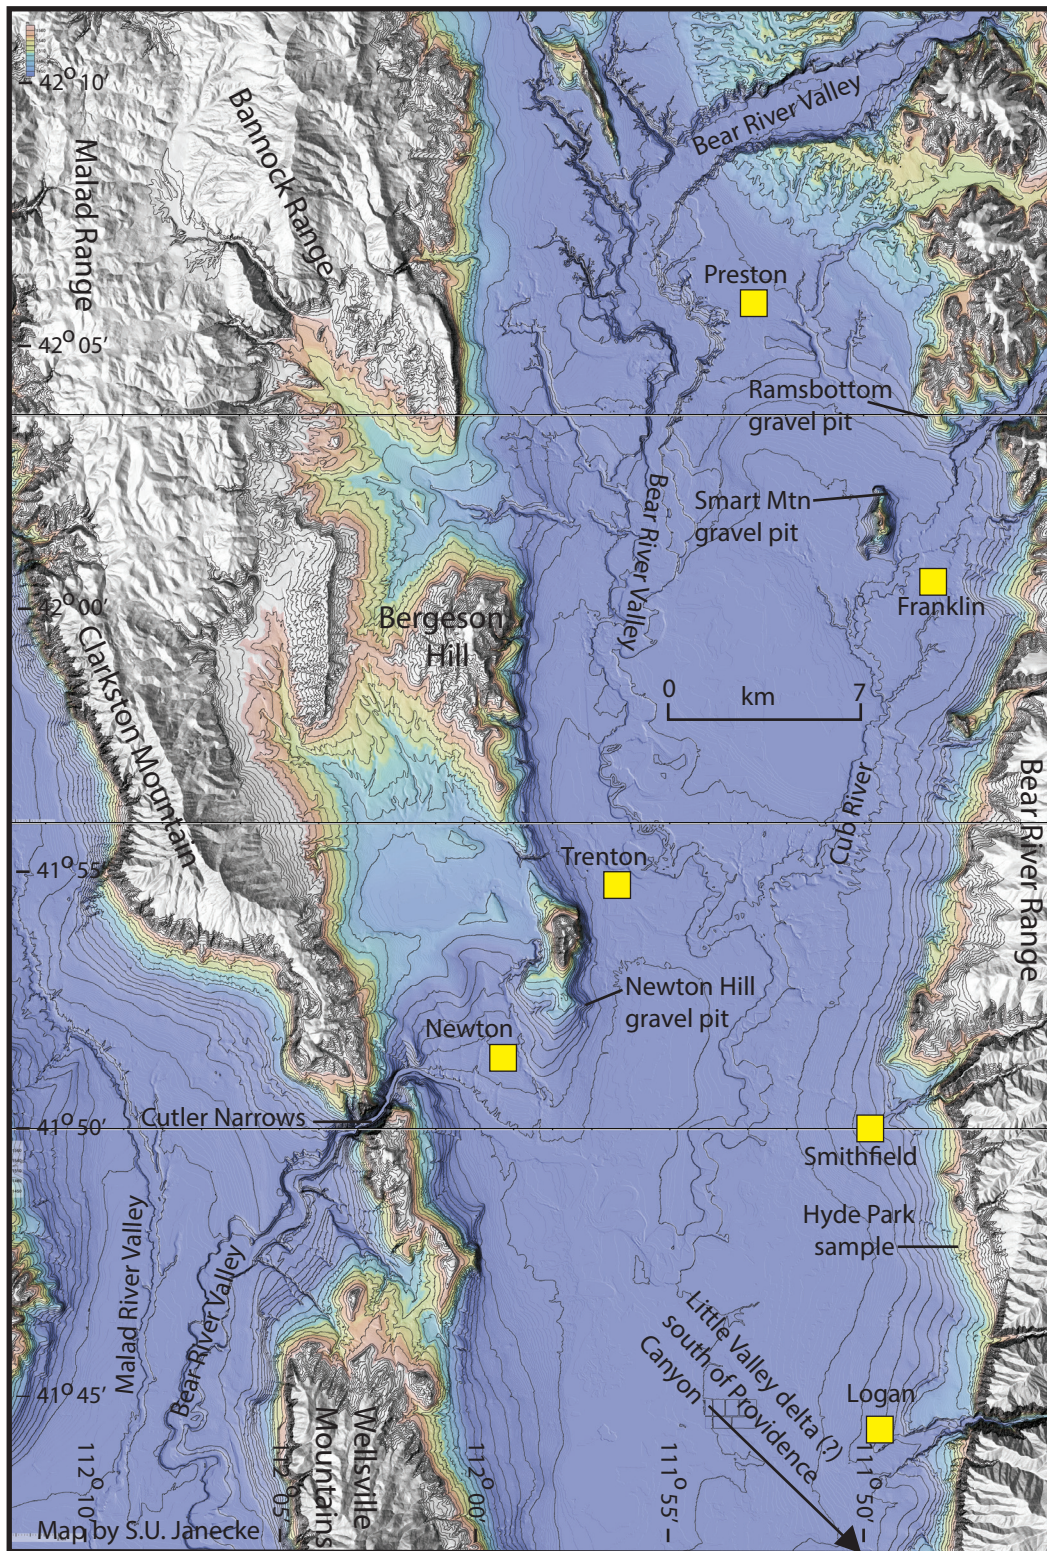 42° 10'
Malad Range
Bannock Range
Bear River Valley
Preston
42° 05'
Ramsbottom
gravel pit
Smart Mtn
gravel pit
Bear River Valley
42° 00'
Franklin
Bergeson
Hill
Clarkston Mountain
0 km 7
Cub River
Bear River Range
41° 55'
Trenton
Newton Hill
gravel pit
Newton
Cutler Narrows
41° 50'
Smithfield
Hyde Park
sample
Malad River Valley
Bear River Valley
Little Valley delta (?)
south of Providence
Canyon
41° 45'
Logan
Wellsville
Mountains
112° 10'
112° 05'
112° 00'
111° 55'
111° 50'
Map by S.U. Janecke